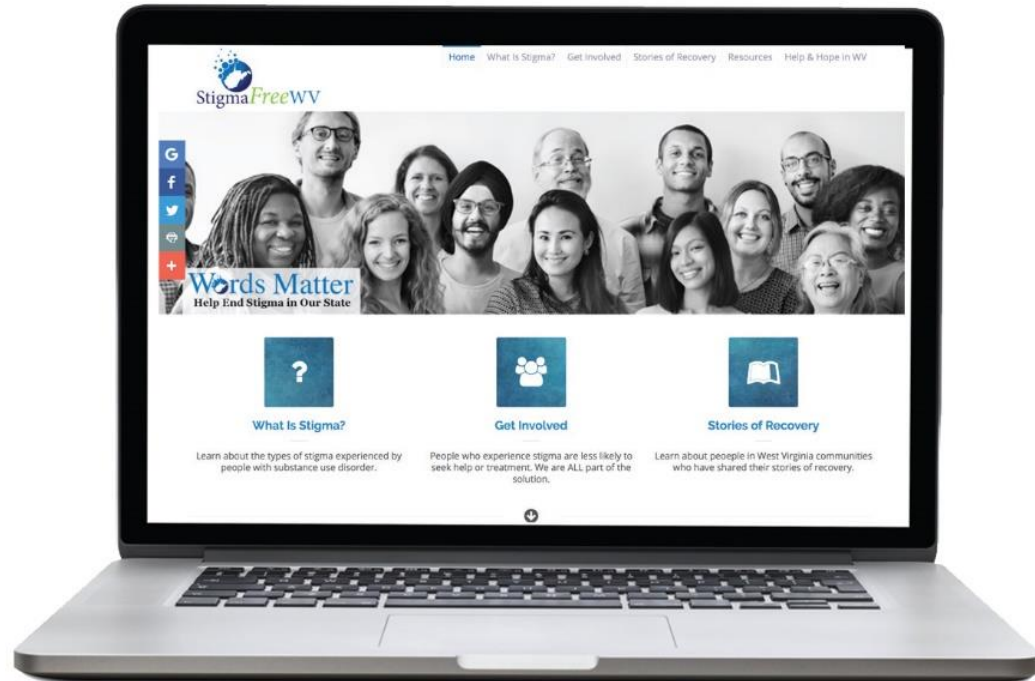 StigmaFreeWV
Home What Is Stigma? Get Involved Stories of Recovery Resources Help & Hope in WV
G
f
+
Words Matter
Help End Stigma in Our State
?
What Is Stigma?
Learn about the types of stigma experienced by
people with substance use disorder.
Get Involved
People who experience stigma are less likely to
seek help or treatment. We are ALL part of the
solution.
Stories of Recovery
Learn about peoeple in West Virginia communities
who have shared their stories of recovery.